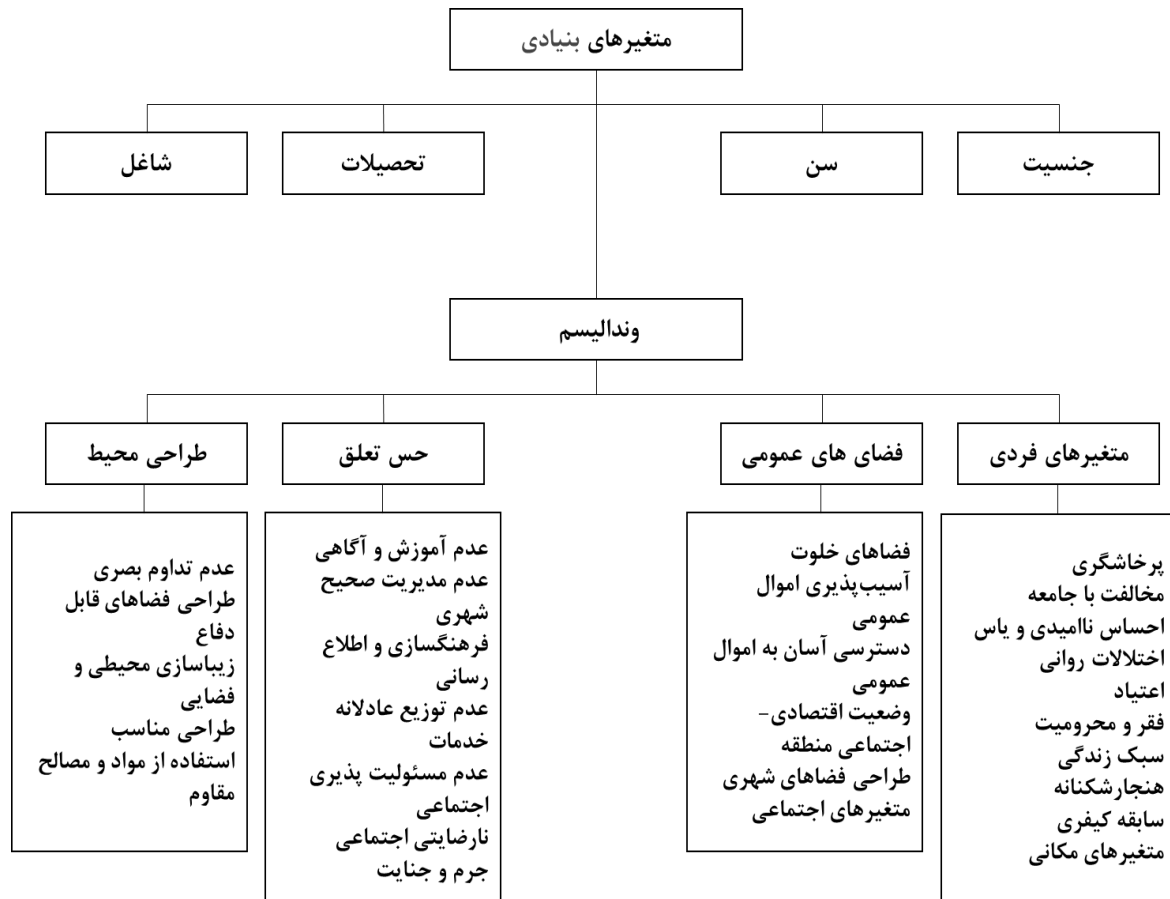 متغیرهای بنیادی
جنسیت
سن
تحصیلات
شاغل
وندالیسم
متغیرهای فردی
فضای های عمومی
حس تعلق
طراحی محیط
پرخاشگری
مخالفت با جامعه
احساس ناامیدی و یاس
اختلالات روانی
اعتیاد
فقر و محرومیت
سبک زندگی
هنجارشکنانه
سابقه کیفری
متغیرهای مکانی
فضاهای خلوت
آسیب‌پذیری اموال
عمومی
دسترسی آسان به اموال
عمومی
وضعیت اقتصادی-
اجتماعی منطقه
طراحی فضاهای شهری
متغیرهای اجتماعی
عدم آموزش و آگاهی
عدم مدیریت صحیح
شهری
فرهنگسازی و اطلاع
رسانی
عدم توزیع عادلانه
خدمات
عدم مسئولیت پذیری
اجتماعی
نارضایتی اجتماعی
جرم و جنایت
عدم تداوم بصری
طراحی فضاهای قابل
دفاع
زیباسازی محیطی و
فضایی
طراحی مناسب
استفاده از مواد و مصالح
مقاوم